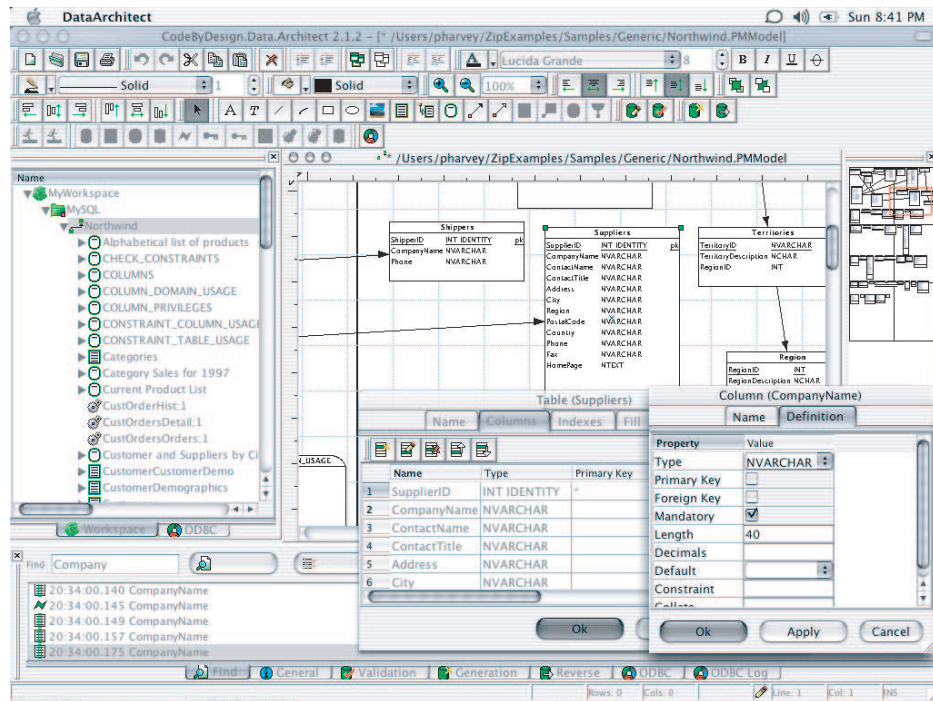 DataArchitect
Sun 8:41 PM
CodeByDesign.Data.Architect 2.1.2 – [* /Users/pharvey/ZipExamples/Samples/Generic/Northwind.PMModel]
Lucida Grande 8 B I U
Solid 1 Solid 100%
A T
/Users/pharvey/ZipExamples/Samples/Generic/Northwind.PMModel
Name
MyWorkspace
MySQL
Northwind
Alphabetical list of products
CHECK_CONSTRAINTS
COLUMNS
COLUMN_DOMAIN_USAGE
COLUMN_PRIVILEGES
CONSTRAINT_COLUMN_USAG
CONSTRAINT_TABLE_USAGE
Categories
Category Sales for 1997
Current Product List
CustOrderHist;1
CustOrdersDetail;1
CustOrdersOrders;1
Customer and Suppliers by Ci
CustomerCustomerDemo
CustomerDemographics
Workspace
ODBC
Shippers
ShipperID INT IDENTITY pk
CompanyName NVARCHAR
Phone NVARCHAR
Suppliers
SupplierID INT IDENTITY pk
CompanyName NVARCHAR
ContactName NVARCHAR
ContactTitle NVARCHAR
Address NVARCHAR
City NVARCHAR
Region NVARCHAR
PostalCode NVARCHAR
Country NVARCHAR
Phone NVARCHAR
Fax NVARCHAR
HomePage NTEXT
Territories
TerritoryID NVARCHAR
TerritoryDescription NCHAR
RegionID INT
Region
RegionID INT
RegionDescription NCHAR
_USAGE
Table (Suppliers)
Name Columns Indexes Fill
Name Type Primary Key
1 SupplierID INT IDENTITY *
2 CompanyName NVARCHAR
3 ContactName NVARCHAR
4 ContactTitle NVARCHAR
5 Address NVARCHAR
6 City NVARCHAR
Ok
Column (CompanyName)
Name Definition
Property Value
Type NVARCHAR
Primary Key
Foreign Key
Mandatory
Length 40
Decimals
Default
Constraint
Collate
Ok Apply Cancel
Find Company
20:34:00.140 CompanyName
20:34:00.145 CompanyName
20:34:00.149 CompanyName
20:34:00.157 CompanyName
20:34:00.175 CompanyName
Find General Validation Generation Reverse ODBC ODBC Log
Rows: 0 Cols: 0 Line: 1 Col: 1 INS